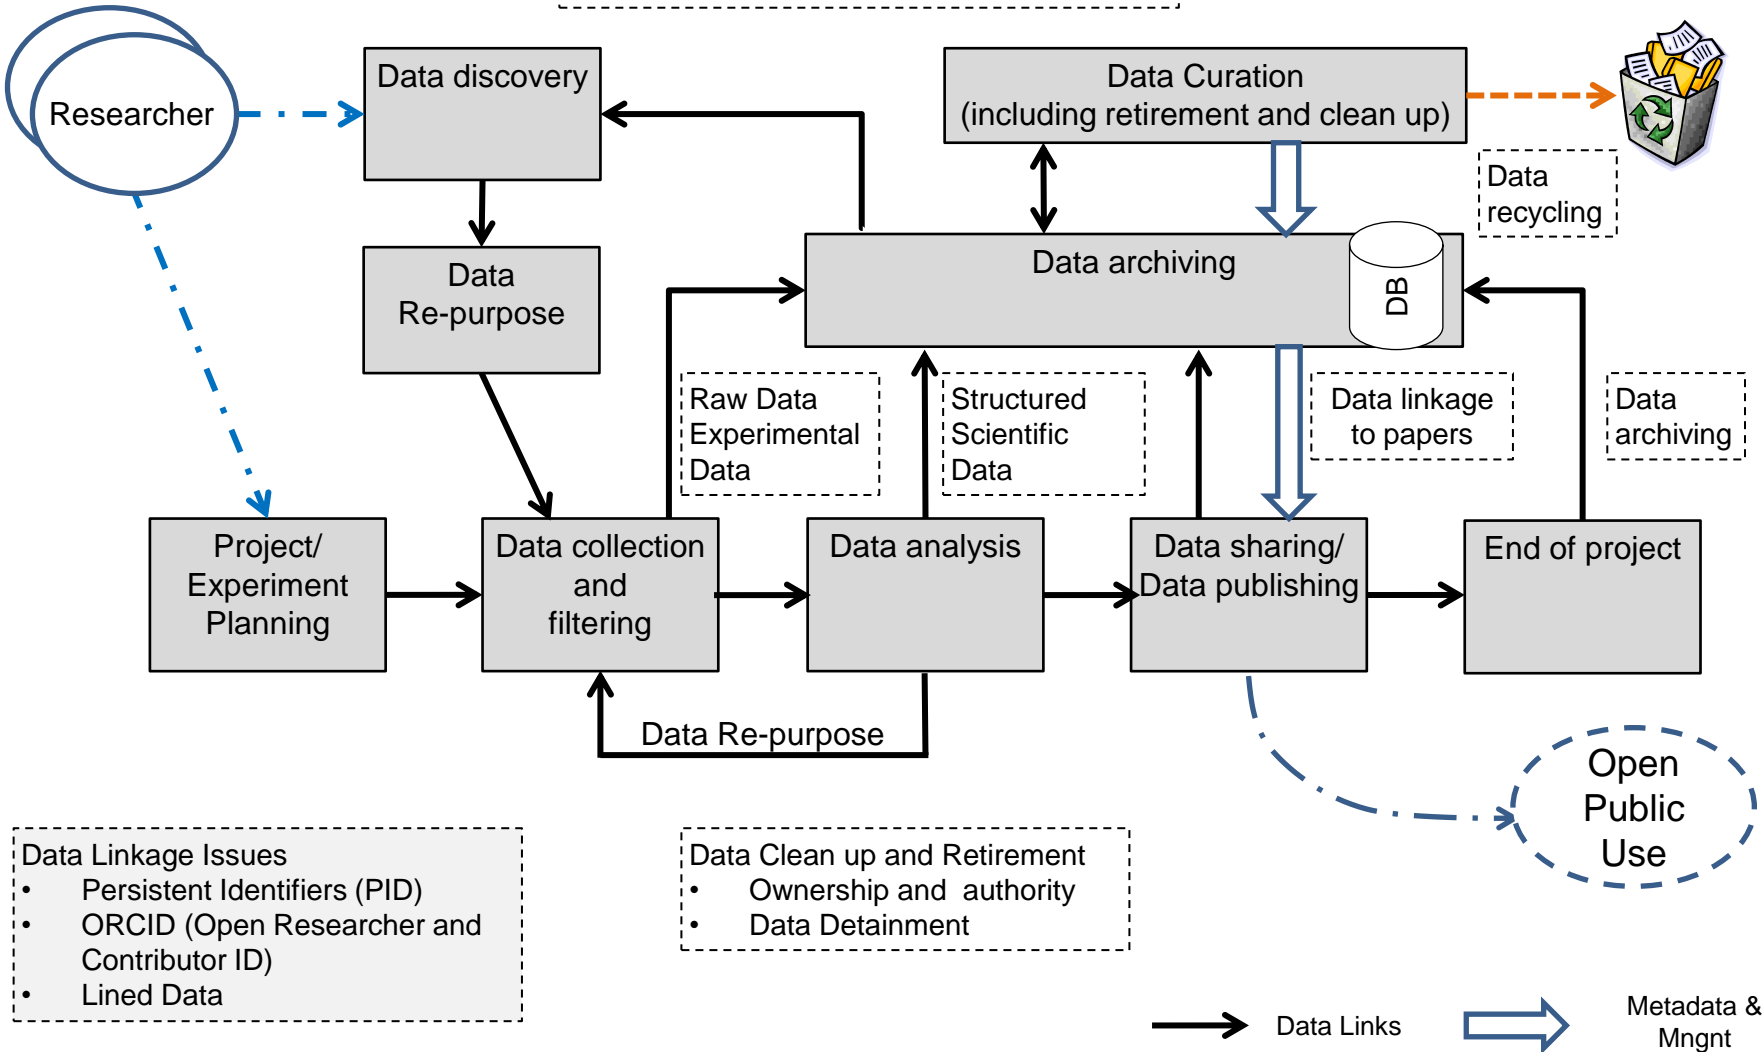 Researcher
Data discovery
Data Curation
(including retirement and clean up)
Data
recycling
Data
Re-purpose
Data archiving
DB
Raw Data
Experimental
Data
Structured
Scientific
Data
Data linkage
to papers
Data
archiving
Project/
Experiment
Planning
Data collection
and
filtering
Data analysis
Data sharing/
Data publishing
End of project
Data Re-purpose
Open
Public
Use
Data Linkage Issues
• Persistent Identifiers (PID)
• ORCID (Open Researcher and
Contributor ID)
• Lined Data
Data Clean up and Retirement
• Ownership and authority
• Data Detainment
Data Links
Metadata &
Mngnt